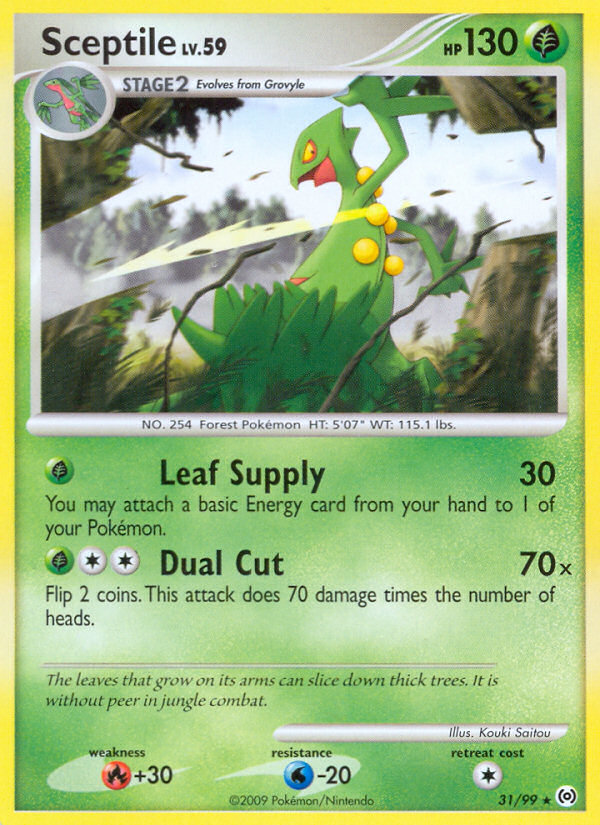 Sceptile LV.59 HP 130
STAGE2 Evolves from Grovyle
NO. 254 Forest Pokémon HT: 5'07" WT: 115.1 lbs.
Leaf Supply 30
You may attach a basic Energy card from your hand to 1 of
your Pokémon.
Dual Cut 70x
Flip 2 coins. This attack does 70 damage times the number of
heads.
The leaves that grow on its arms can slice down thick trees. It is
without peer in jungle combat.
Illus. Kouki Saitou
weakness resistance retreat cost
+30 -20
©2009 Pokémon/Nintendo 31/99 ★